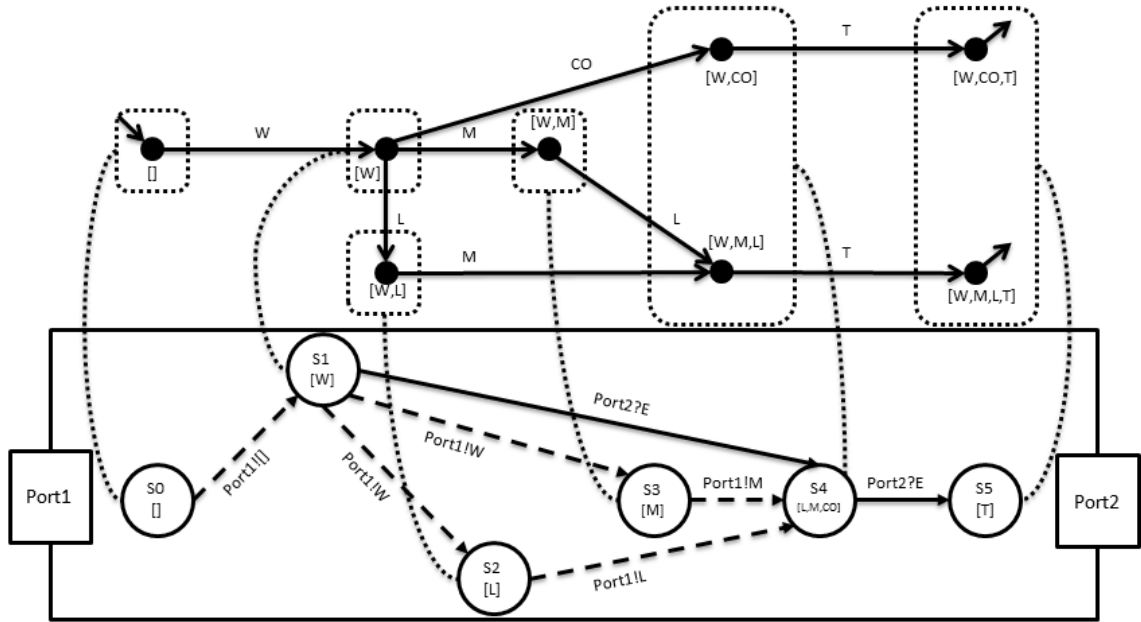 T
T
CO
[W,CO]
[W,CO,T]
[W,M]
W
M
[]
[W]
L
L
[W,M,L]
M
T
[W,L]
[W,M,L,T]
S1
[W]
Port2?E
Port1!W
Port1![]
Port1!W
Port1!M
Port2?E
Port1
S0
[]
S3
[M]
S4
[L,M,CO]
S5
[T]
Port2
S2
[L]
Port1!L